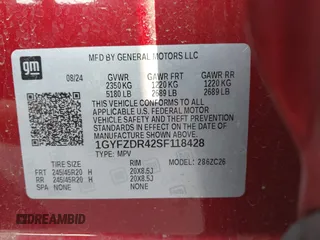 MFD BY GENERAL MOTORS LLC
gm
08/24 GVWR GAWR FRT GAWR RR
2350 KG 1220 KG 1220 KG
5180 LB 2689 LB 2689 LB
THIS VEHICLE CONFORMS TO ALL APPLICABLE
U.S. FEDERAL MOTOR VEHICLE SAFETY AND
THEFT PREVENTION STANDARDS IN EFFECT ON
THE DATE OF MANUFACTURE SHOWN ABOVE.
1GYFZDR42SF118428
TYPE: MPV MODEL: 286ZC26
TIRE SIZE RIM
FRT 245/45R20 H 20X8.5J
RR 245/45R20 H 20X8.5J
SPA NONE NONE
DREAMBID